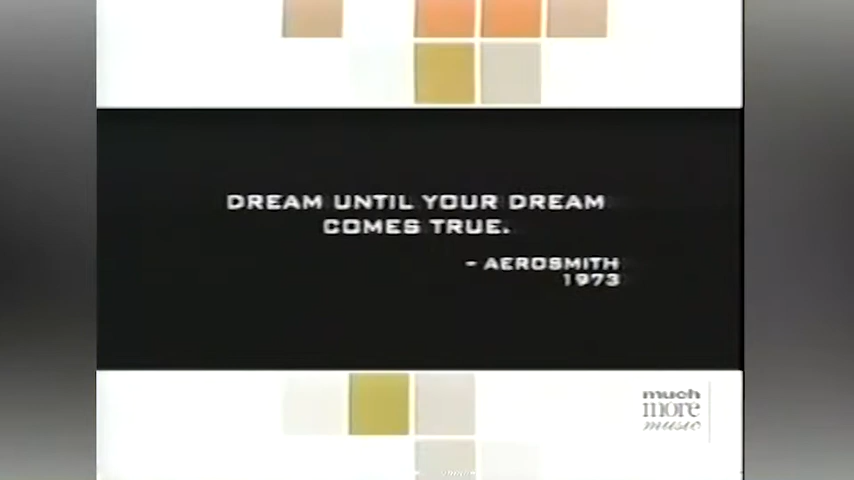 DREAM UNTIL YOUR DREAM
COMES TRUE.
- AEROSMITH
1973
much
more
music